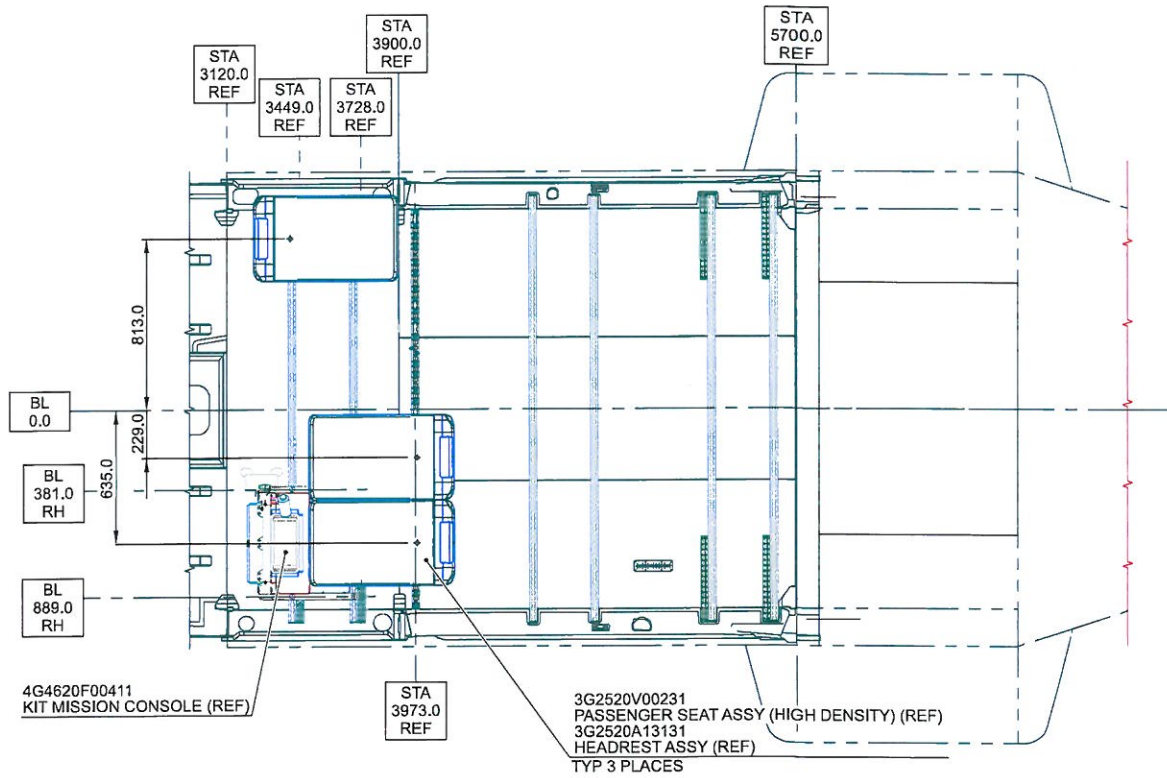 STA
5700.0
REF
STA
3900.0
REF
STA
3120.0
REF
STA
3449.0
REF
STA
3728.0
REF
813.0
BL
0.0
229.0
635.0
BL
381.0
RH
BL
889.0
RH
4G4620F00411
KIT MISSION CONSOLE (REF)
STA
3973.0
REF
3G2520V00231
PASSENGER SEAT ASSY (HIGH DENSITY) (REF)
3G2520A13131
HEADREST ASSY (REF)
TYP 3 PLACES